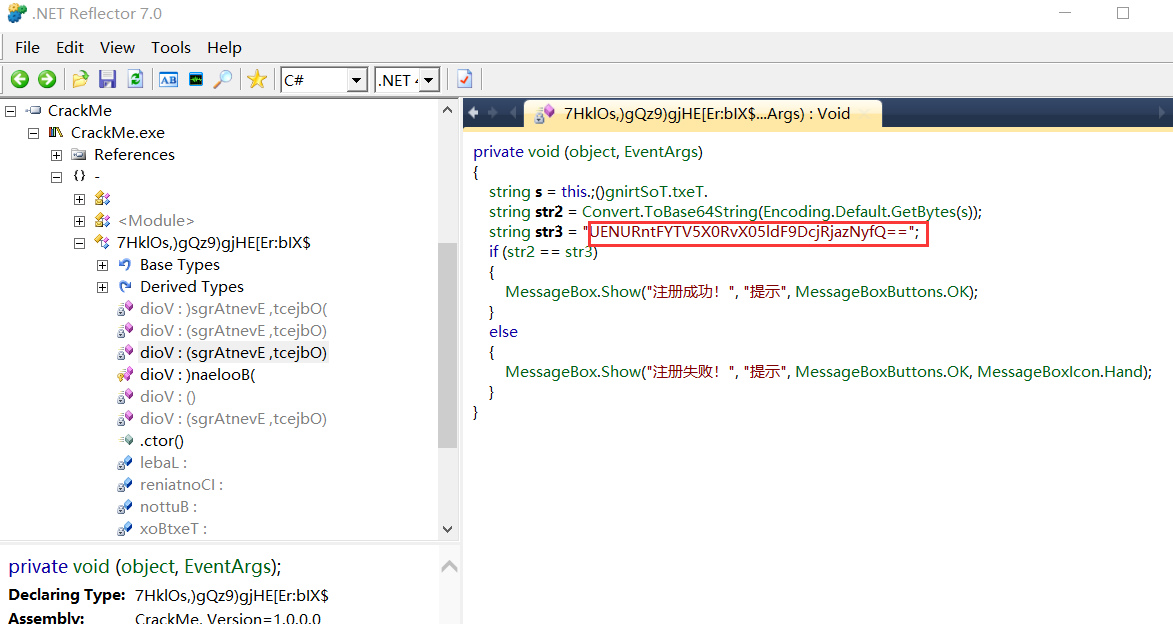 .NET Reflector 7.0
File Edit View Tools Help
C# .NET 4
CrackMe
CrackMe.exe
References
{} -
<Module>
7HklOs,)gQz9)gjHE[Er:bIX$
Base Types
Derived Types
dioV : )sgrAtnevE ,tcejbO(
dioV : (sgrAtnevE ,tcejbO)
dioV : (sgrAtnevE ,tcejbO)
dioV : )naelooB(
dioV : ()
dioV : (sgrAtnevE ,tcejbO)
.ctor()
lebaL :
reniatnoCI :
nottuB :
xoBtxeT :
private void (object, EventArgs);
Declaring Type: 7HklOs,)gQz9)gjHE[Er:bIX$
Assembly: CrackMe, Version=1.0.0.0
7HklOs,)gQz9)gjHE[Er:bIX$...Args) : Void
private void (object, EventArgs)
{
string s = this.;()gnirtSoT.txeT.
string str2 = Convert.ToBase64String(Encoding.Default.GetBytes(s));
string str3 = "UENURntFYTV5X0RvX05ldF9DcjRjazNyfQ==";
if (str2 == str3)
{
MessageBox.Show("注册成功！", "提示", MessageBoxButtons.OK);
}
else
{
MessageBox.Show("注册失败！", "提示", MessageBoxButtons.OK, MessageBoxIcon.Hand);
}
}